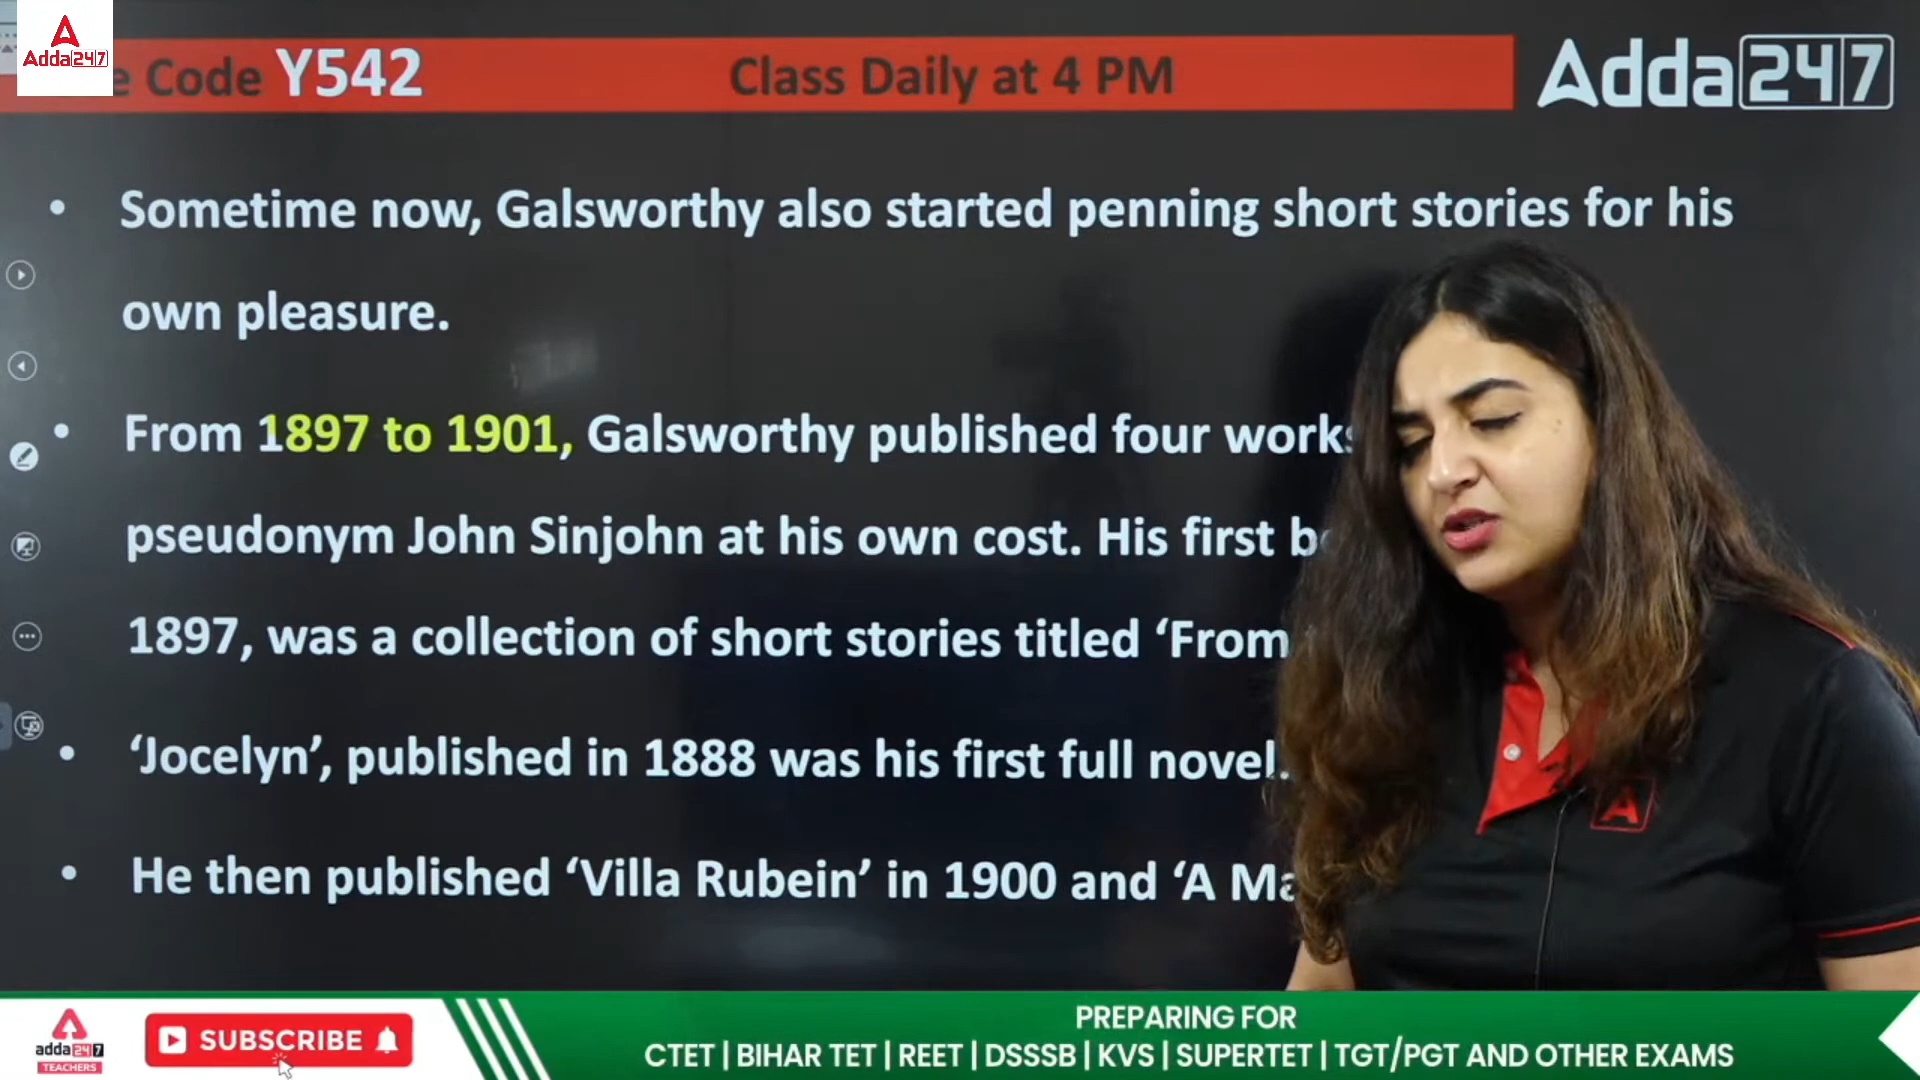 Adda247
Code Y542
Class Daily at 4 PM
Adda247
• Sometime now, Galsworthy also started penning short stories for his
own pleasure.
• From 1897 to 1901, Galsworthy published four works
pseudonym John Sinjohn at his own cost. His first
1897, was a collection of short stories titled ‘From
• ‘Jocelyn’, published in 1888 was his first full novel.
• He then published ‘Villa Rubein’ in 1900 and ‘A
A
adda247
TEACHERS
SUBSCRIBE
PREPARING FOR
CTET | BIHAR TET | REET | DSSSB | KVS | SUPERTET | TGT/PGT AND OTHER EXAMS